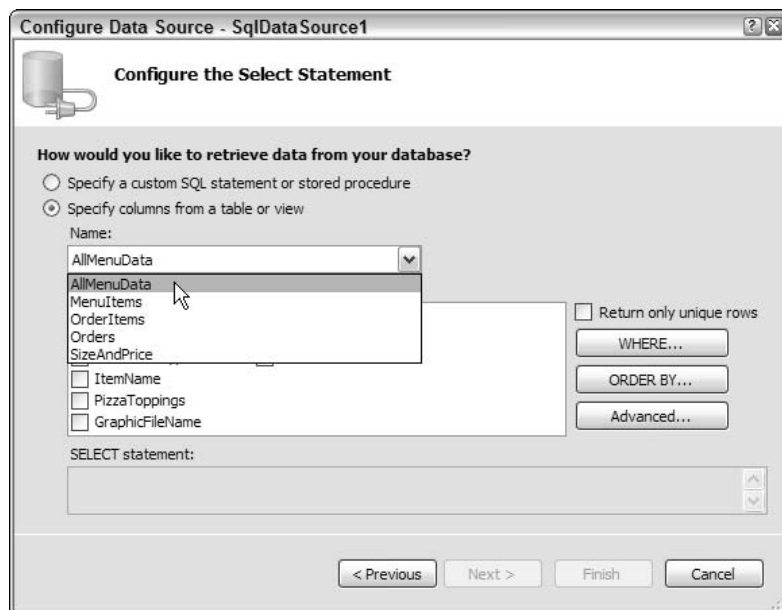 Configure Data Source - SqlDataSource1
Configure the Select Statement
How would you like to retrieve data from your database?
Specify a custom SQL statement or stored procedure
Specify columns from a table or view
Name:
AllMenuData
AllMenuData
MenuItems
OrderItems
Orders
SizeAndPrice
ItemName
PizzaToppings
GraphicFileName
Return only unique rows
WHERE...
ORDER BY...
Advanced...
SELECT statement:
< Previous
Next >
Finish
Cancel